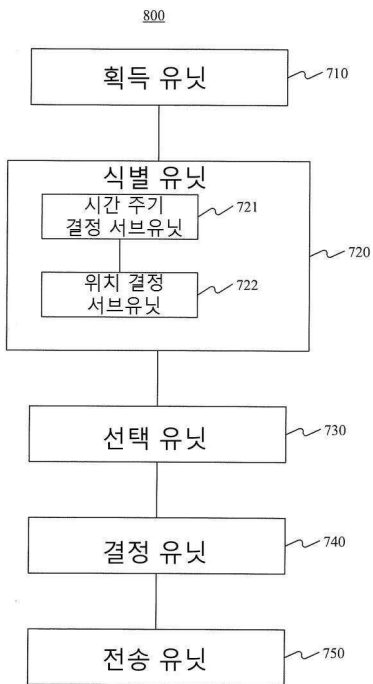 800
획득 유닛
710
식별 유닛
시간 주기
결정 서브유닛
721
720
위치 결정
서브유닛
722
선택 유닛
730
결정 유닛
740
전송 유닛
750